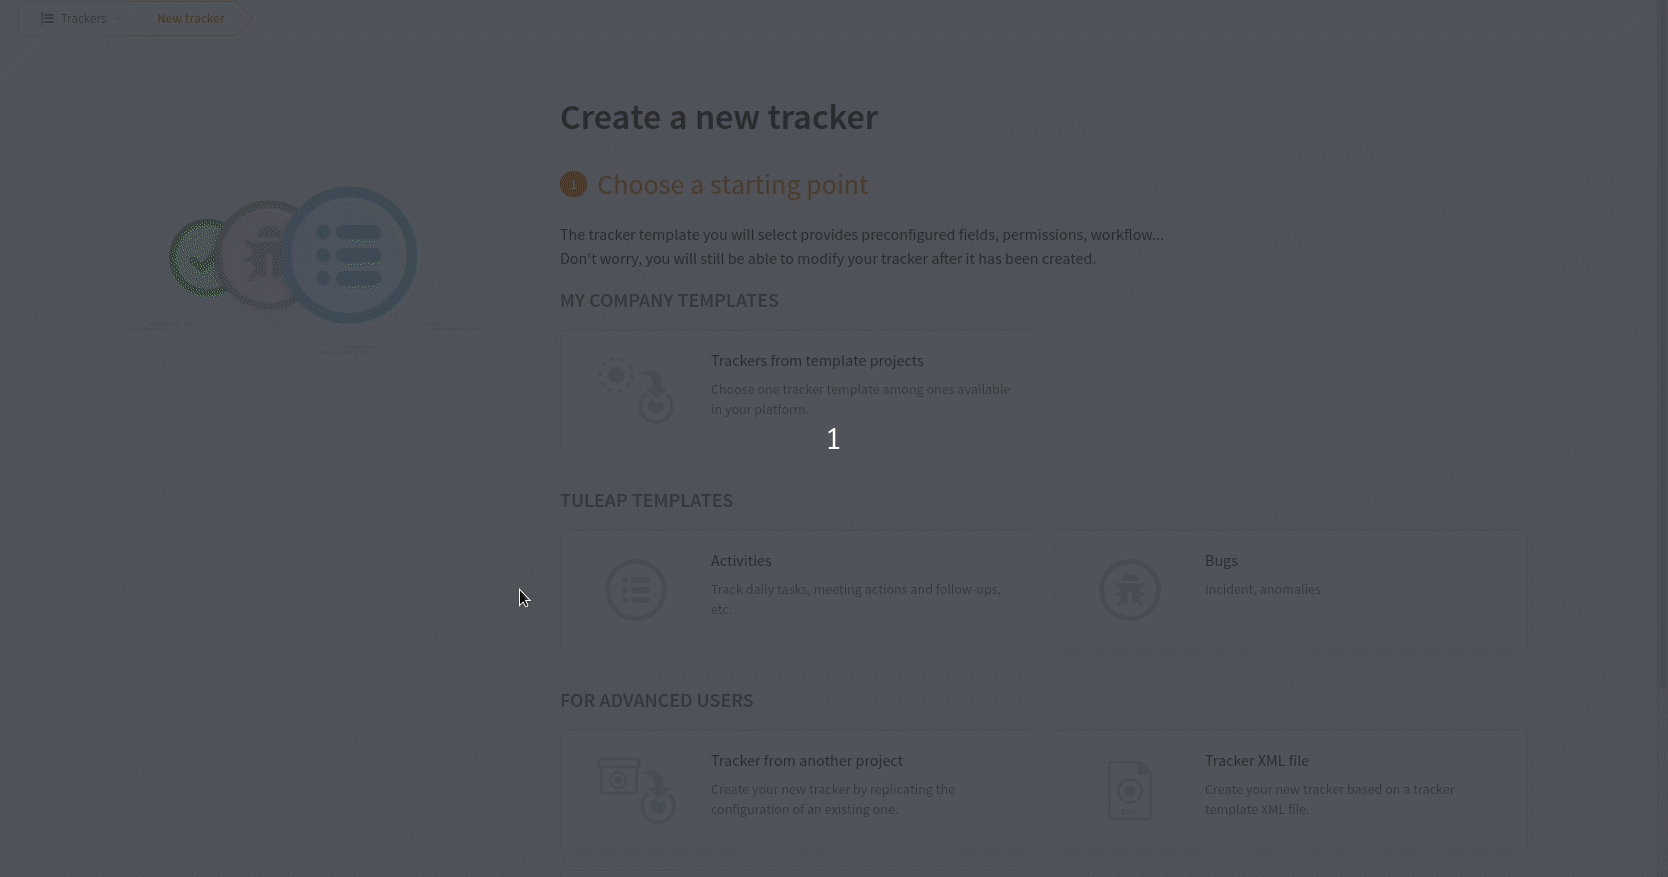 Trackers
New tracker
Create a new tracker
1 Choose a starting point
The tracker template you will select provides preconfigured fields, permissions, workflow...
Don't worry, you will still be able to modify your tracker after it has been created.
MY COMPANY TEMPLATES
Trackers from template projects
Choose one tracker template among ones available
in your platform.
1
TULEAP TEMPLATES
Activities
Track daily tasks, meeting actions and follow-ups,
etc.
Bugs
Incident, anomalies
FOR ADVANCED USERS
Tracker from another project
Create your new tracker by replicating the
configuration of an existing one.
Tracker XML file
Create your new tracker based on a tracker
template XML file.